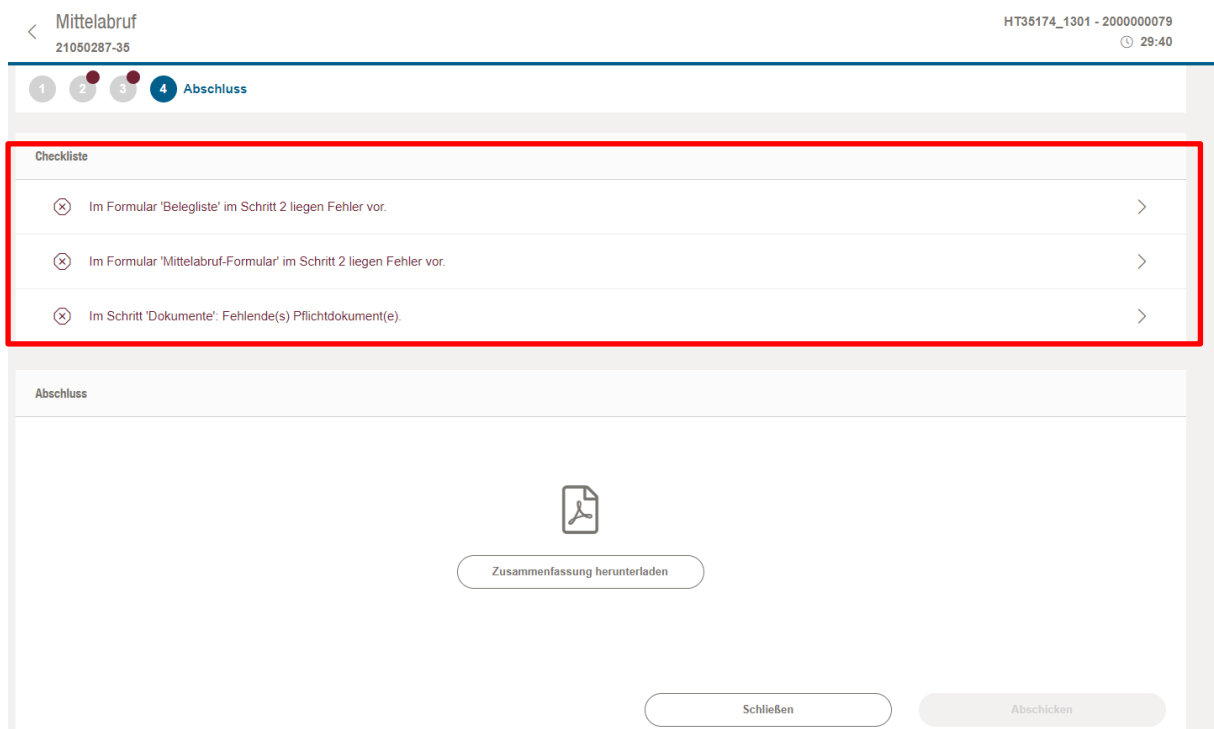 Mittelabruf
21050287-35
HT35174_1301 - 2000000079
29:40
1 2 3 4 Abschluss
Checkliste
Im Formular 'Belegliste' im Schritt 2 liegen Fehler vor.
Im Formular 'Mittelabruf-Formular' im Schritt 2 liegen Fehler vor.
Im Schritt 'Dokumente': Fehlende(s) Pflichtdokument(e).
Abschluss
Zusammenfassung herunterladen
Schließen
Abschicken